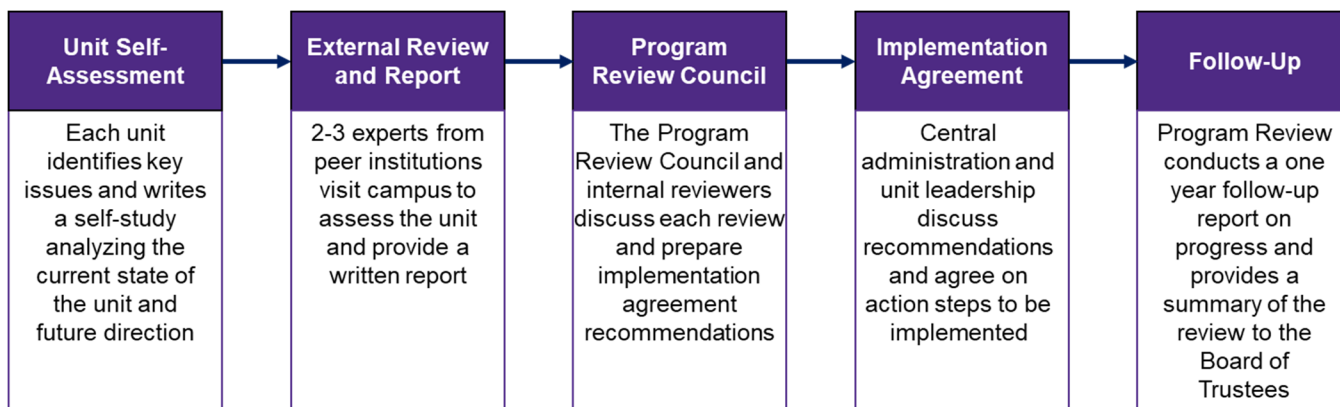 Unit Self-
Assessment
Each unit
identifies key
issues and writes
a self-study
analyzing the
current state of
the unit and
future direction
External Review
and Report
2-3 experts from
peer institutions
visit campus to
assess the unit
and provide a
written report
Program
Review Council
The Program
Review Council and
internal reviewers
discuss each review
and prepare
implementation
agreement
recommendations
Implementation
Agreement
Central
administration and
unit leadership
discuss
recommendations
and agree on
action steps to be
implemented
Follow-Up
Program Review
conducts a one
year follow-up
report on
progress and
provides a
summary of the
review to the
Board of
Trustees